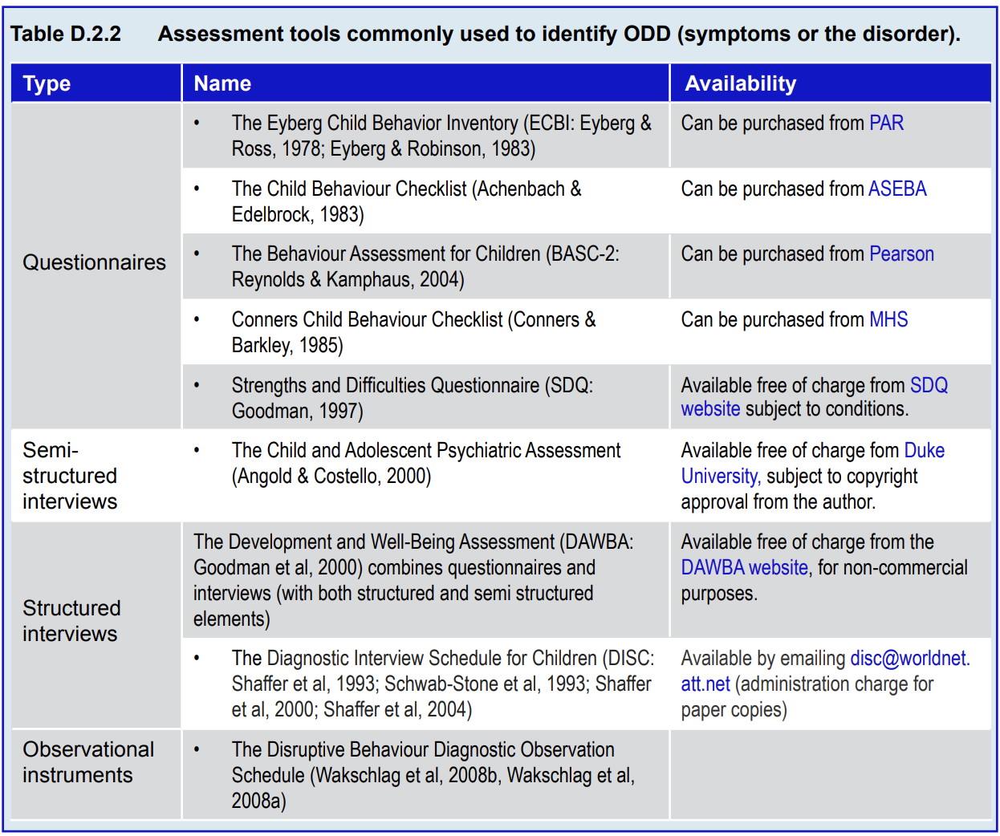 Table D.2.2 Assessment tools commonly used to identify ODD (symptoms or the disorder).
Type Name Availability
Questionnaires
• The Eyberg Child Behavior Inventory (ECBI: Eyberg &
Ross, 1978; Eyberg & Robinson, 1983)
Can be purchased from PAR
• The Child Behaviour Checklist (Achenbach &
Edelbrock, 1983)
Can be purchased from ASEBA
• The Behaviour Assessment for Children (BASC-2:
Reynolds & Kamphaus, 2004)
Can be purchased from Pearson
• Conners Child Behaviour Checklist (Conners &
Barkley, 1985)
Can be purchased from MHS
• Strengths and Difficulties Questionnaire (SDQ:
Goodman, 1997)
Available free of charge from SDQ
website subject to conditions.
Semi-
structured
interviews
• The Child and Adolescent Psychiatric Assessment
(Angold & Costello, 2000)
Available free of charge fom Duke
University, subject to copyright
approval from the author.
Structured
interviews
The Development and Well-Being Assessment (DAWBA:
Goodman et al, 2000) combines questionnaires and
interviews (with both structured and semi structured
elements)
Available free of charge from the
DAWBA website, for non-commercial
purposes.
• The Diagnostic Interview Schedule for Children (DISC:
Shaffer et al, 1993; Schwab-Stone et al, 1993; Shaffer
et al, 2000; Shaffer et al, 2004)
Available by emailing disc@worldnet.
att.net (administration charge for
paper copies)
Observational
instruments
• The Disruptive Behaviour Diagnostic Observation
Schedule (Wakschlag et al, 2008b, Wakschlag et al,
2008a)